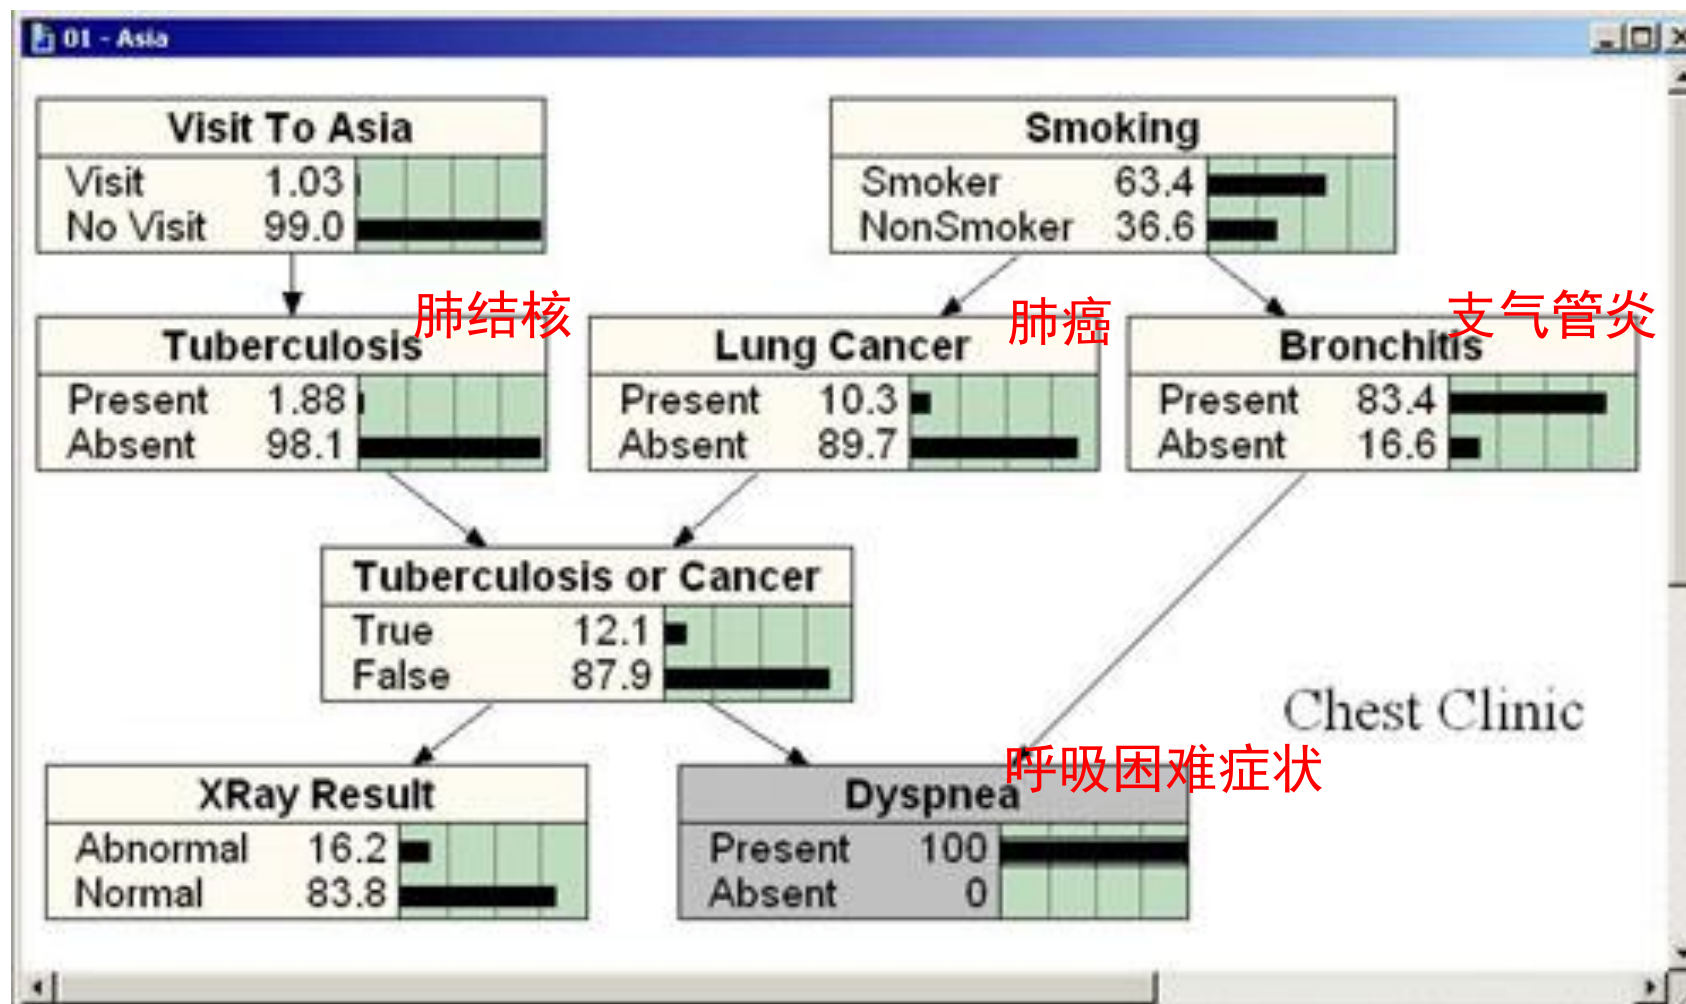 01 - Asia
Visit To Asia
Visit 1.03
No Visit 99.0
Smoking
Smoker 63.4
NonSmoker 36.6
肺结核
Tuberculosis
Present 1.88
Absent 98.1
肺癌
Lung Cancer
Present 10.3
Absent 89.7
支气管炎
Bronchitis
Present 83.4
Absent 16.6
Tuberculosis or Cancer
True 12.1
False 87.9
Chest Clinic
XRay Result
Abnormal 16.2
Normal 83.8
呼吸困难症状
Dyspnea
Present 100
Absent 0